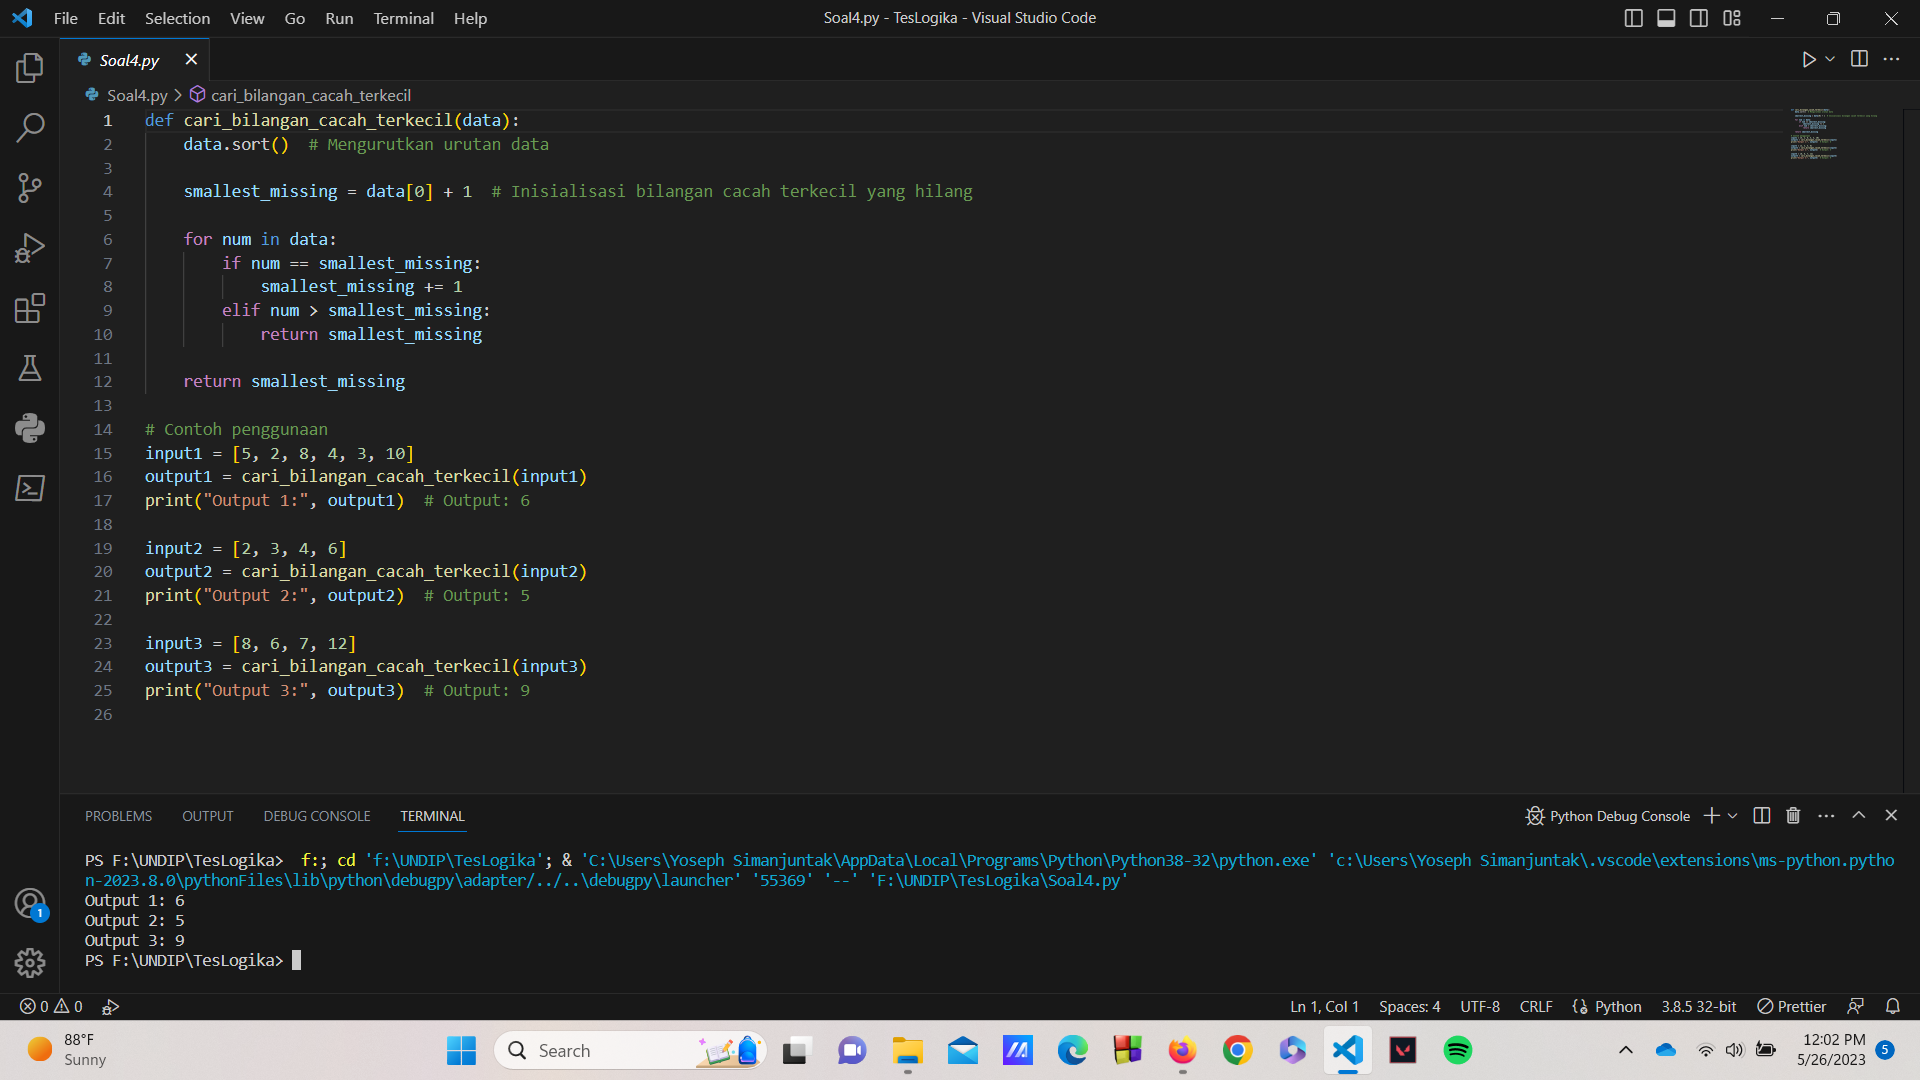 File Edit Selection View Go Run Terminal Help
Soal4.py - TesLogika - Visual Studio Code
Soal4.py
Soal4.py > cari_bilangan_cacah_terkecil
1 def cari_bilangan_cacah_terkecil(data):
2     data.sort()  # Mengurutkan urutan data
3
4     smallest_missing = data[0] + 1  # Inisialisasi bilangan cacah terkecil yang hilang
5
6     for num in data:
7         if num == smallest_missing:
8             smallest_missing += 1
9         elif num > smallest_missing:
10             return smallest_missing
11
12     return smallest_missing
13
14 # Contoh penggunaan
15 input1 = [5, 2, 8, 4, 3, 10]
16 output1 = cari_bilangan_cacah_terkecil(input1)
17 print("Output 1:", output1)  # Output: 6
18
19 input2 = [2, 3, 4, 6]
20 output2 = cari_bilangan_cacah_terkecil(input2)
21 print("Output 2:", output2)  # Output: 5
22
23 input3 = [8, 6, 7, 12]
24 output3 = cari_bilangan_cacah_terkecil(input3)
25 print("Output 3:", output3)  # Output: 9
26
PROBLEMS OUTPUT DEBUG CONSOLE TERMINAL
Python Debug Console
PS F:\UNDIP\TesLogika>  f:; cd 'f:\UNDIP\TesLogika'; & 'C:\Users\Yoseph Simanjuntak\AppData\Local\Programs\Python\Python38-32\python.exe' 'c:\Users\Yoseph Simanjuntak\.vscode\extensions\ms-python.pytho
n-2023.8.0\pythonFiles\lib\python\debugpy\adapter/../..\debugpy\launcher' '55369' '--' 'F:\UNDIP\TesLogika\Soal4.py'
Output 1: 6
Output 2: 5
Output 3: 9
PS F:\UNDIP\TesLogika>
1
0 0
Ln 1, Col 1 Spaces: 4 UTF-8 CRLF Python 3.8.5 32-bit Prettier
88°F
Sunny
Search
12:02 PM
5/26/2023
5